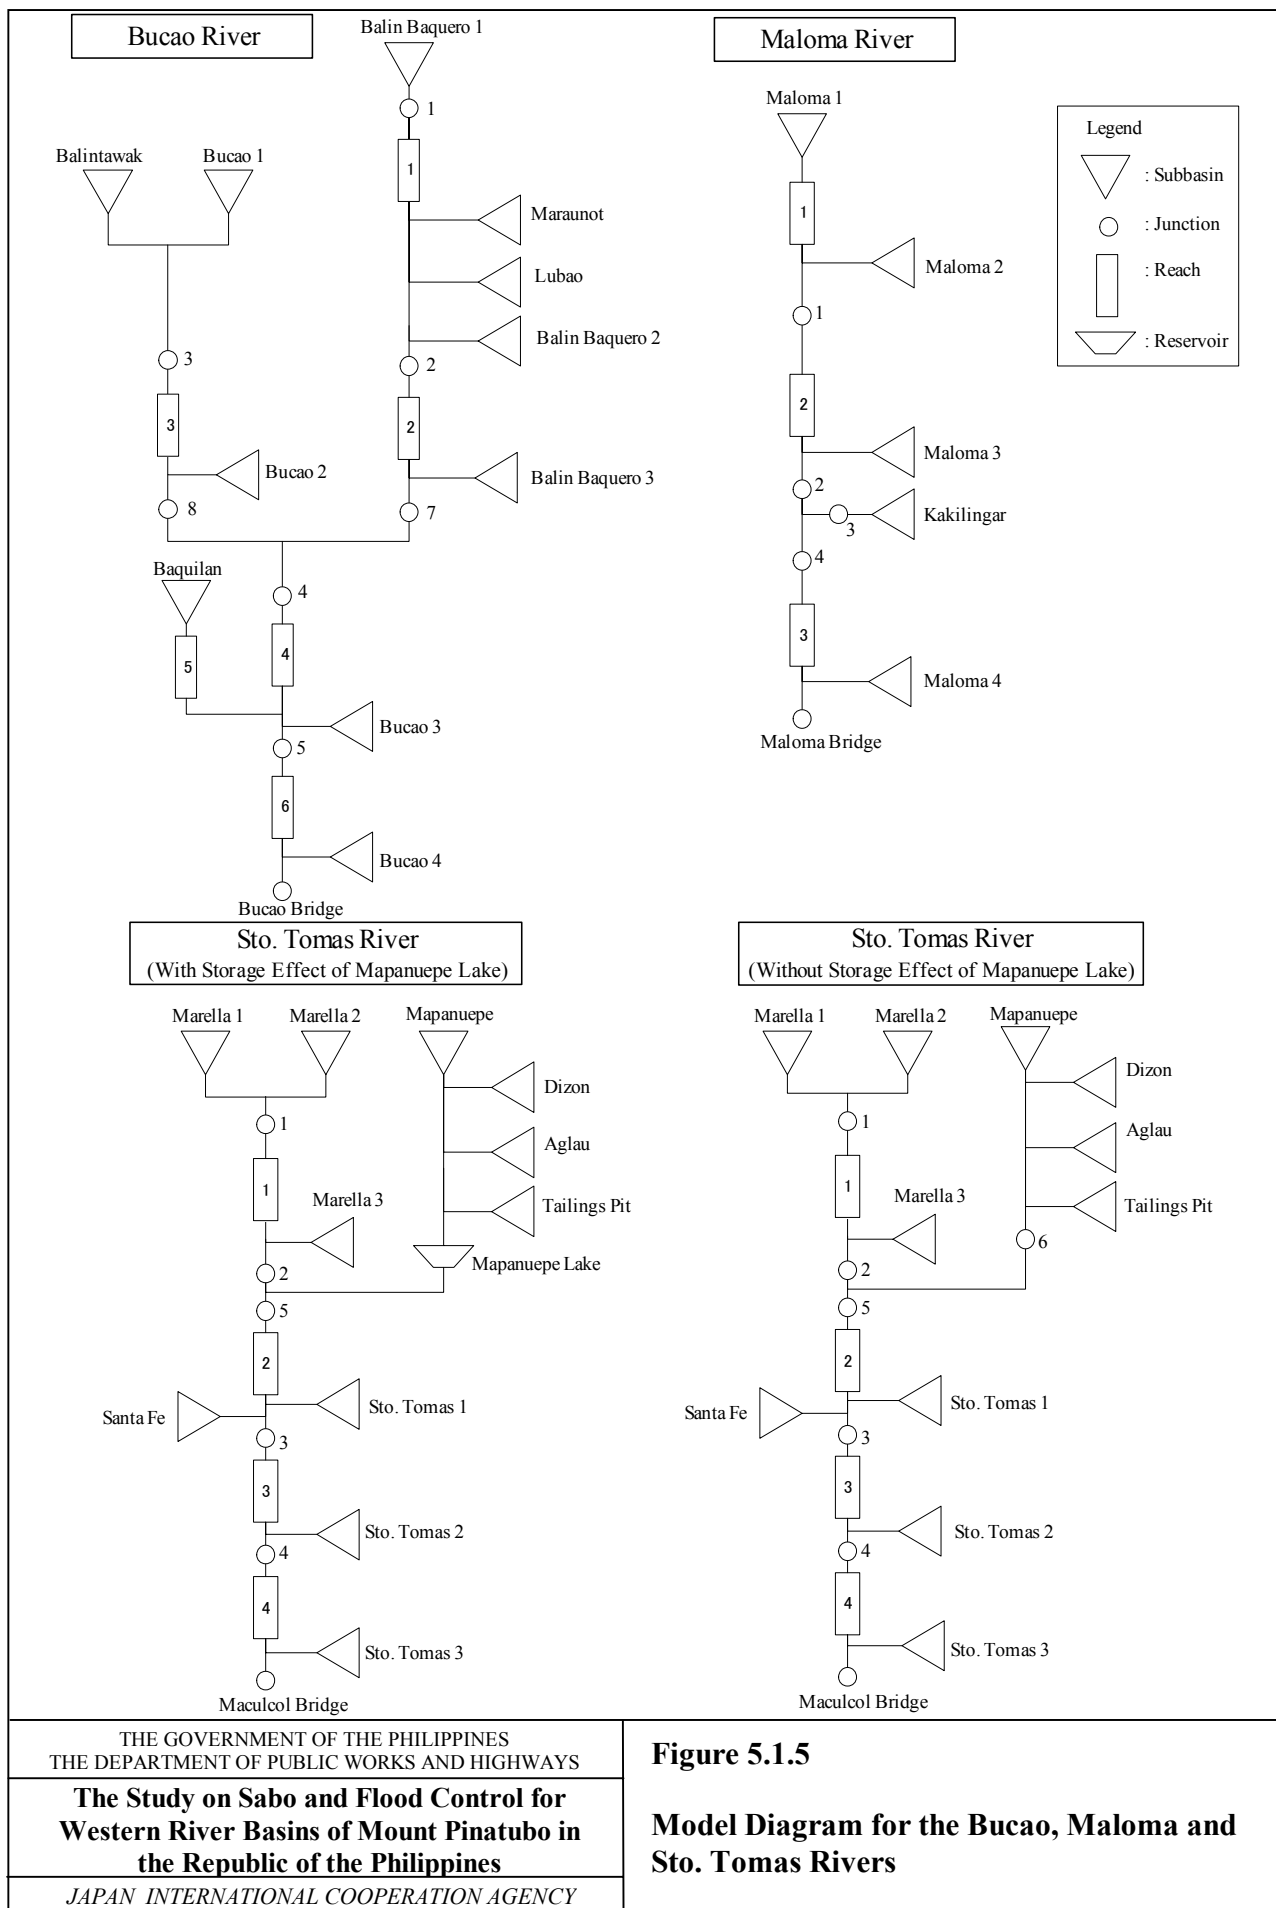 Bucao River
Balin Baquero 1
1
1
Balintawak
Bucao 1
Maraunot
Lubao
Balin Baquero 2
3
2
3
2
Bucao 2
Balin Baquero 3
8
7
Baquilan
4
5
4
Bucao 3
5
6
Bucao 4
Bucao Bridge
Maloma River
Maloma 1
1
Maloma 2
1
2
Maloma 3
2
Kakilingar
3
4
3
Maloma 4
Maloma Bridge
Legend
: Subbasin
: Junction
: Reach
: Reservoir
Sto. Tomas River
(With Storage Effect of Mapanuepe Lake)
Marella 1
Marella 2
Mapanuepe
Dizon
1
Aglau
1
Marella 3
Tailings Pit
2
Mapanuepe Lake
5
2
Sto. Tomas 1
Santa Fe
3
3
Sto. Tomas 2
4
4
Sto. Tomas 3
Maculcol Bridge
Sto. Tomas River
(Without Storage Effect of Mapanuepe Lake)
Marella 1
Marella 2
Mapanuepe
Dizon
1
Aglau
1
Marella 3
Tailings Pit
6
2
5
2
Sto. Tomas 1
Santa Fe
3
3
Sto. Tomas 2
4
4
Sto. Tomas 3
Maculcol Bridge
THE GOVERNMENT OF THE PHILIPPINES
THE DEPARTMENT OF PUBLIC WORKS AND HIGHWAYS
The Study on Sabo and Flood Control for
Western River Basins of Mount Pinatubo in
the Republic of the Philippines
JAPAN INTERNATIONAL COOPERATION AGENCY
Figure 5.1.5
Model Diagram for the Bucao, Maloma and
Sto. Tomas Rivers